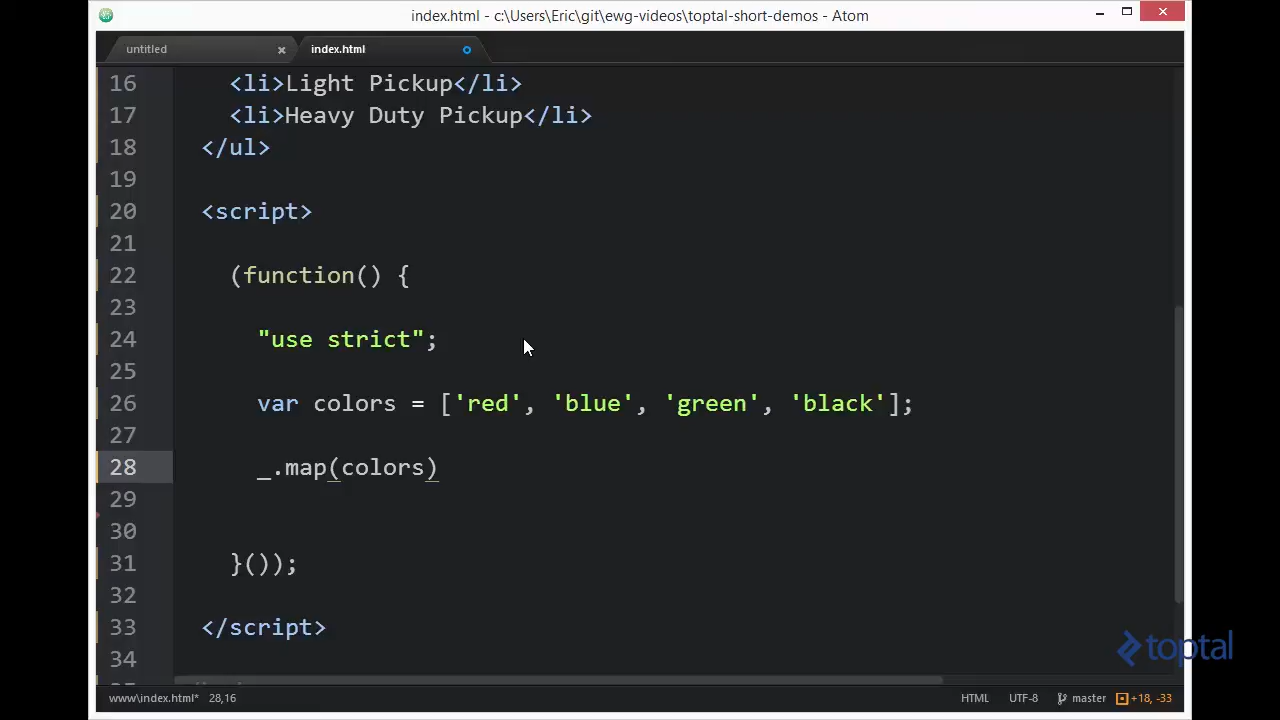 index.html - c:\Users\Eric\git\ewg-videos\toptal-short-demos - Atom
untitled index.html
16 <li>Light Pickup</li>
17 <li>Heavy Duty Pickup</li>
18 </ul>
19
20 <script>
21
22 (function() {
23
24 "use strict";
25
26 var colors = ['red', 'blue', 'green', 'black'];
27
28 _.map(colors)
29
30
31 }());
32
33 </script>
34
toptal
www\index.html* 28,16 HTML UTF-8 master +18, -33